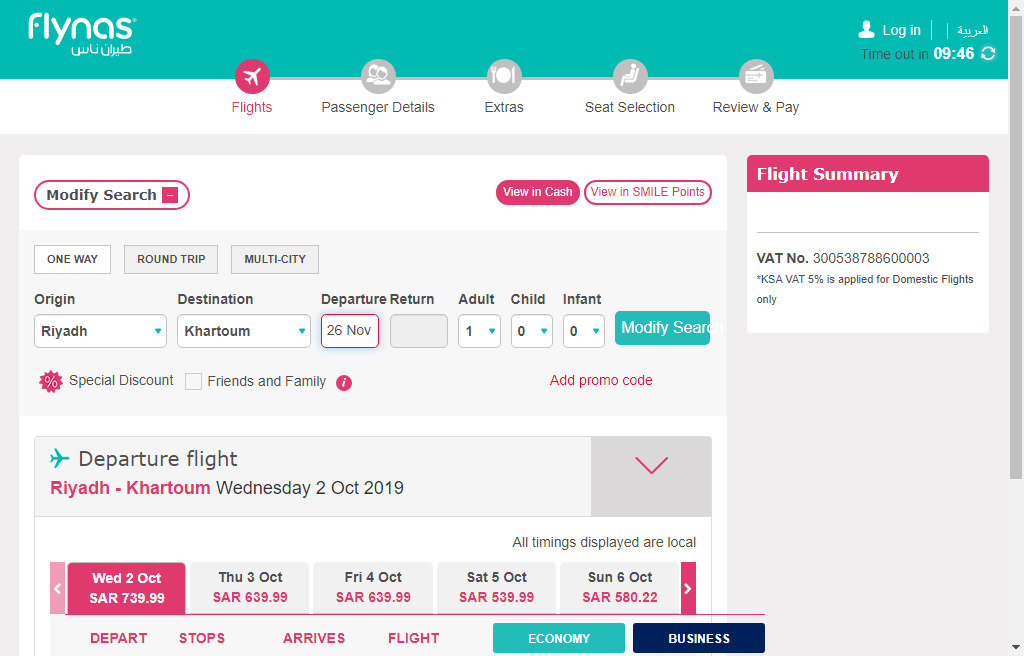 flynas
طيران ناس
Log in
العربية
Time out in 09:46
Flights
Passenger Details
Extras
Seat Selection
Review & Pay
Modify Search
View in Cash
View in SMILE Points
Flight Summary
VAT No. 300538788600003
*KSA VAT 5% is applied for Domestic Flights
only
ONE WAY
ROUND TRIP
MULTI-CITY
Origin
Destination
Departure
Return
Adult
Child
Infant
Riyadh
Khartoum
26 Nov
1
0
0
Modify Search
% Special Discount
Friends and Family
i
Add promo code
Departure flight
Riyadh - Khartoum Wednesday 2 Oct 2019
All timings displayed are local
Wed 2 Oct
SAR 739.99
Thu 3 Oct
SAR 639.99
Fri 4 Oct
SAR 639.99
Sat 5 Oct
SAR 539.99
Sun 6 Oct
SAR 580.22
DEPART
STOPS
ARRIVES
FLIGHT
ECONOMY
BUSINESS